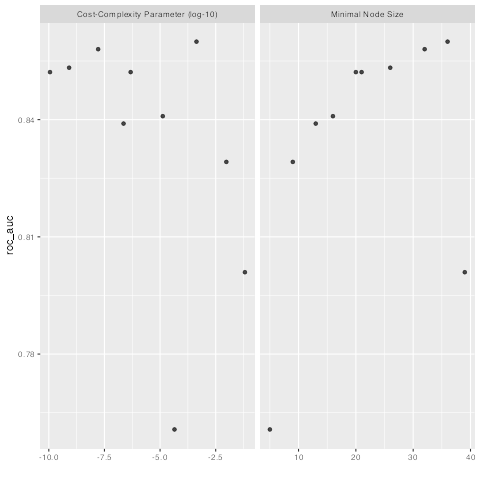 Cost-Complexity Parameter (log-10) Minimal Node Size
0.84
0.81
0.78
roc_auc
-10.0 -7.5 -5.0 -2.5 10 20 30 40